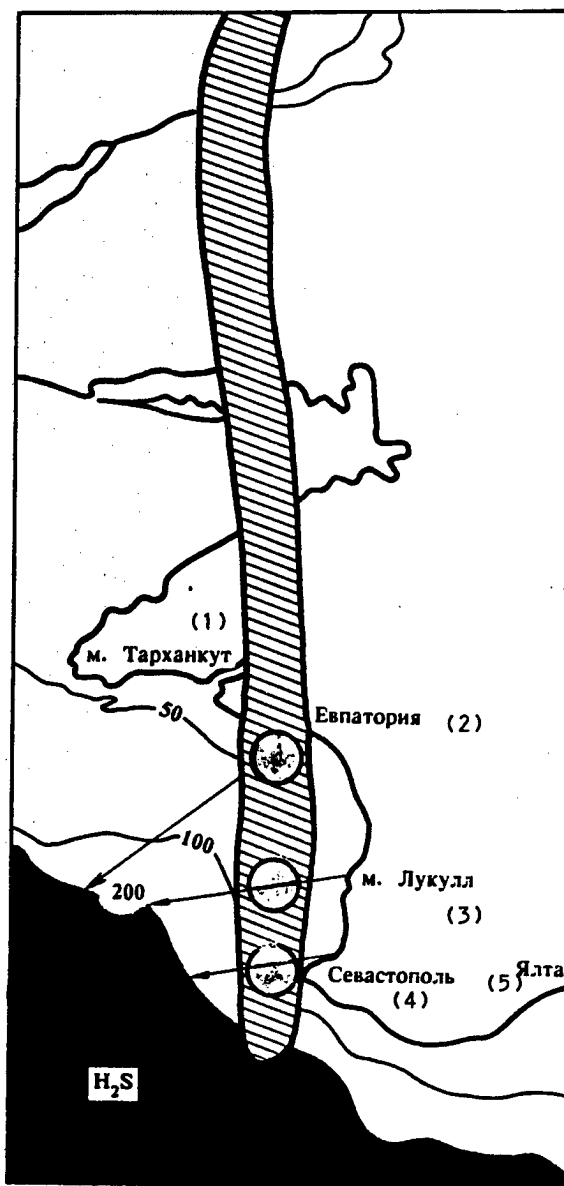 (1)
м. Тарханкут
50
Евпатория (2)
100
200
м. Лукулл
(3)
Севастополь (5) Ялта
(4)
H₂S